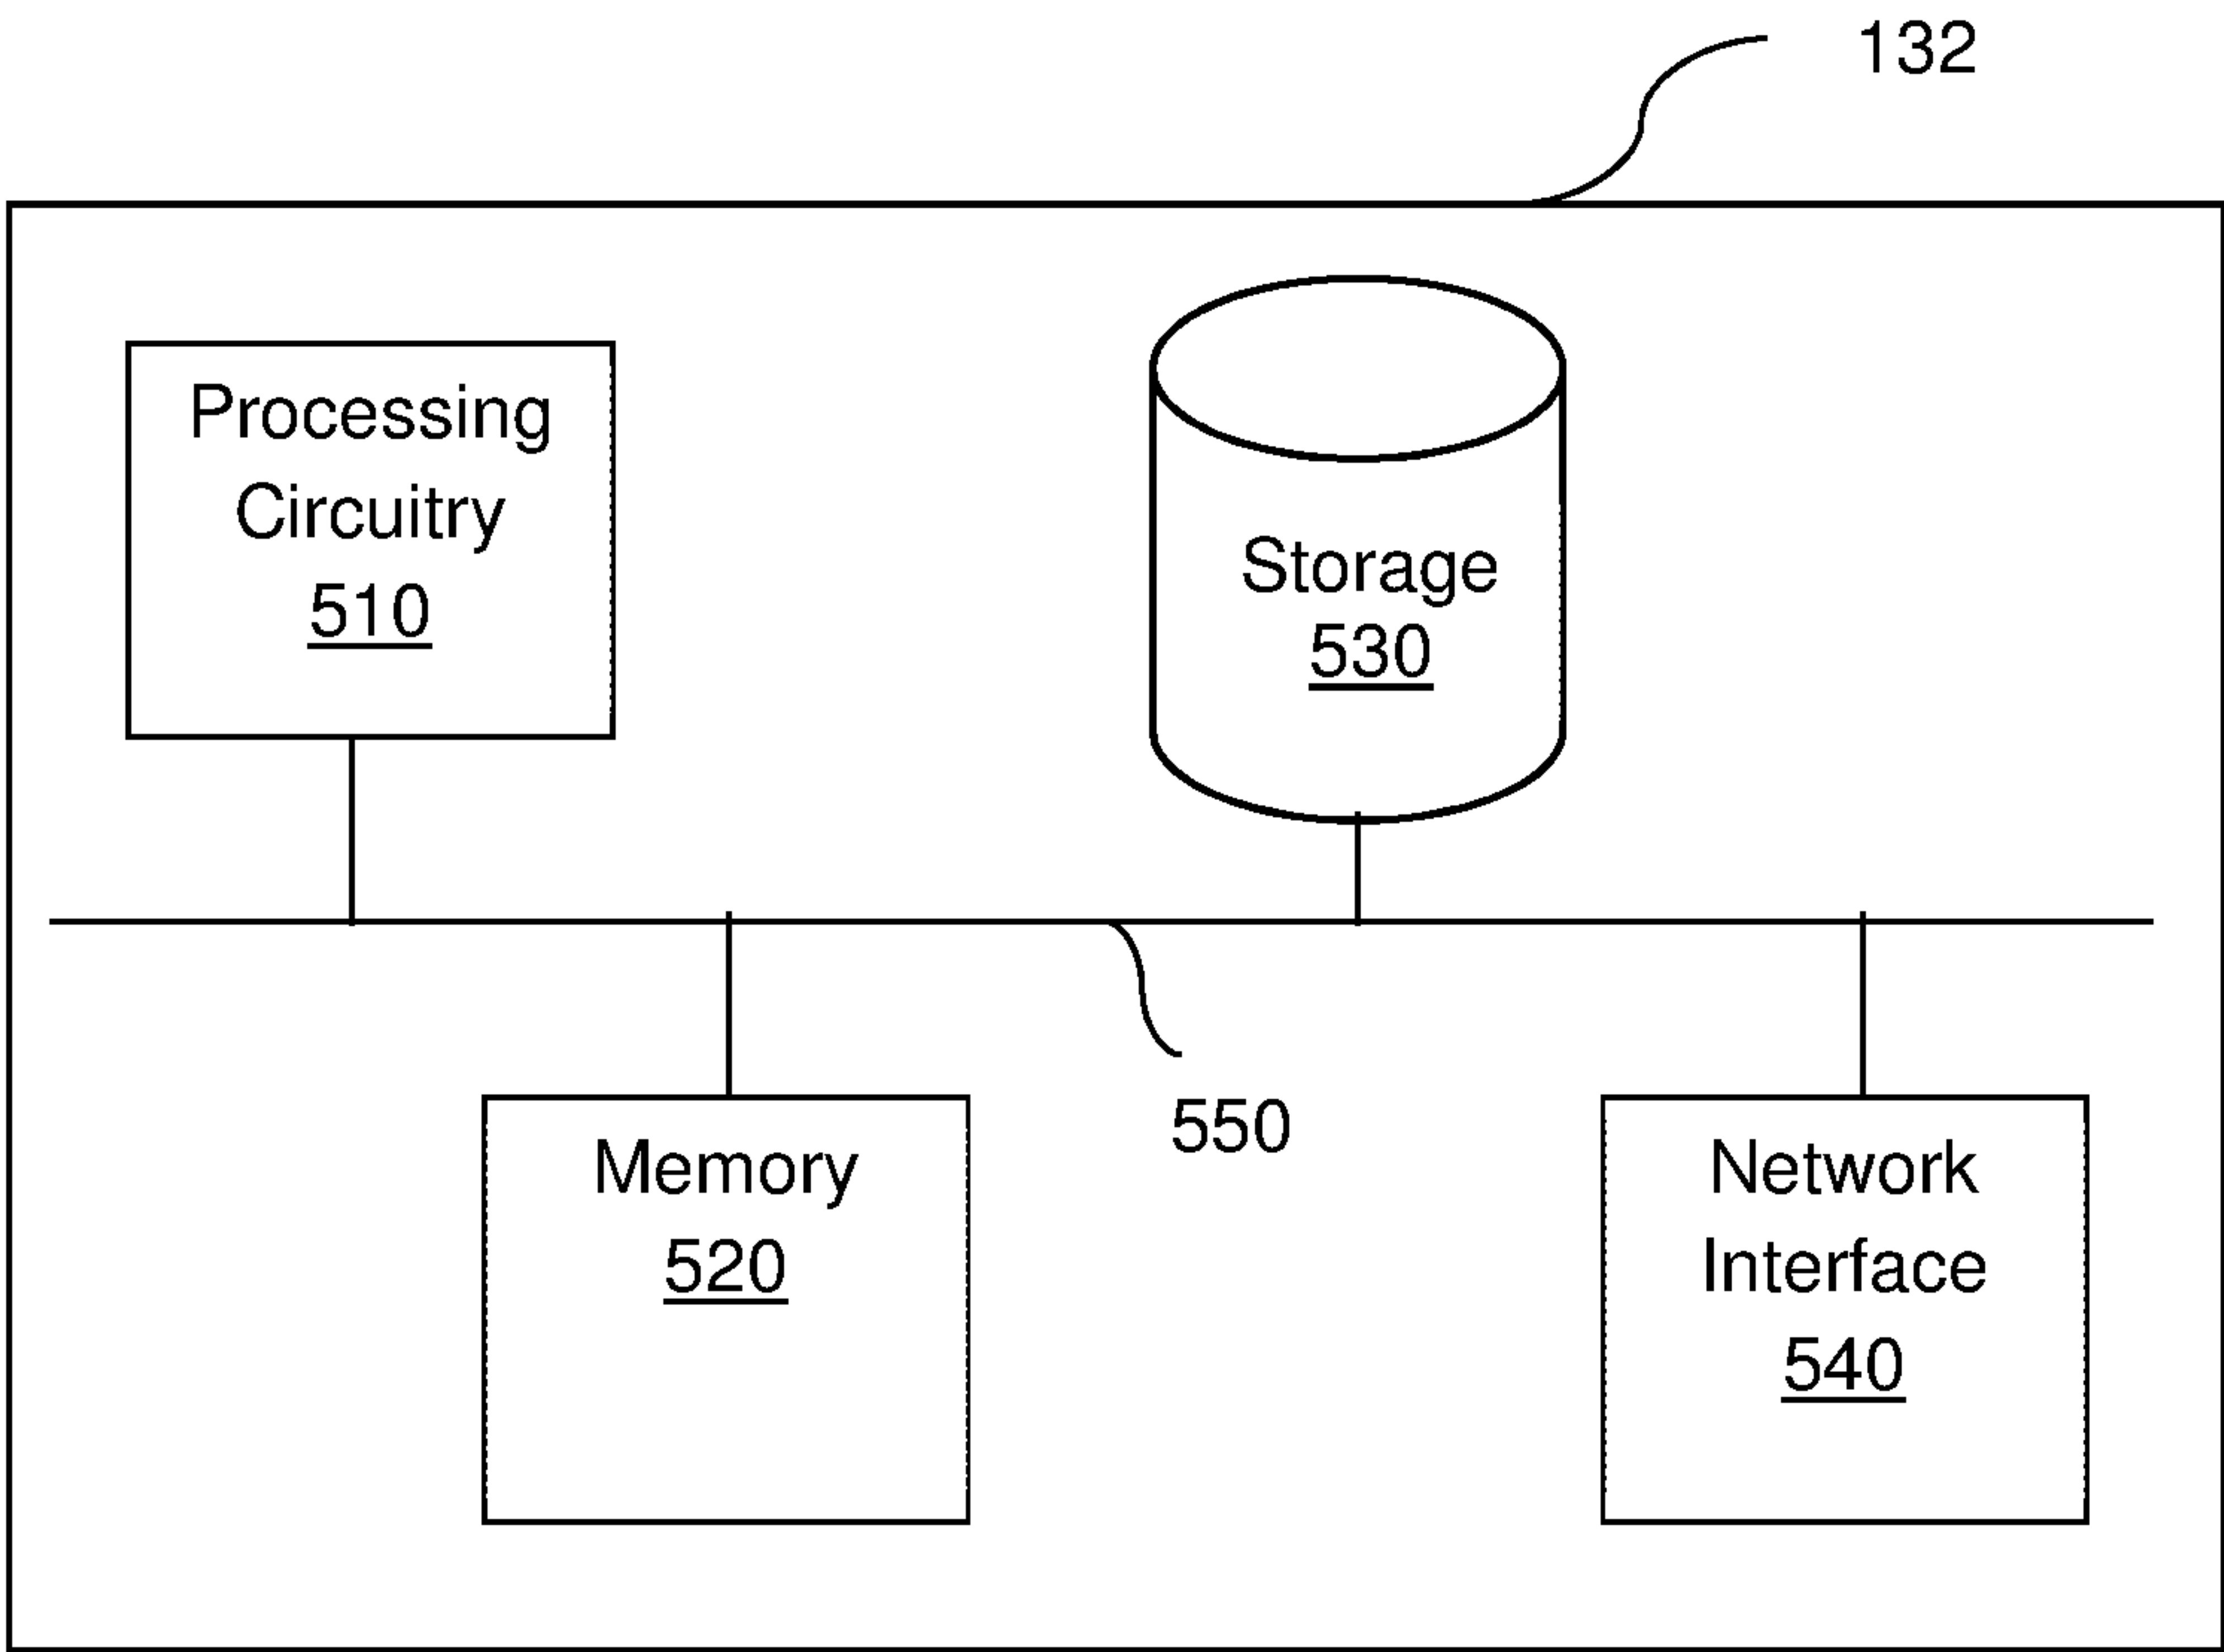 132
Processing
Circuitry
510
Storage
530
550
Memory
520
Network
Interface
540